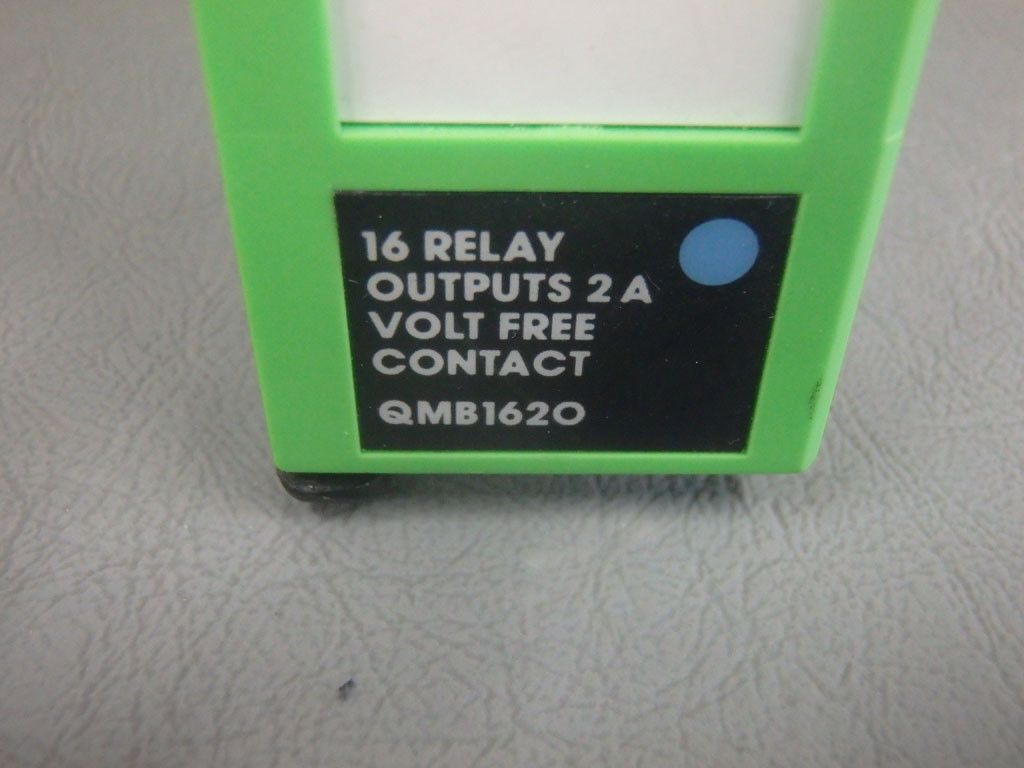 16 RELAY
OUTPUTS 2 A
VOLT FREE
CONTACT
QMB1620